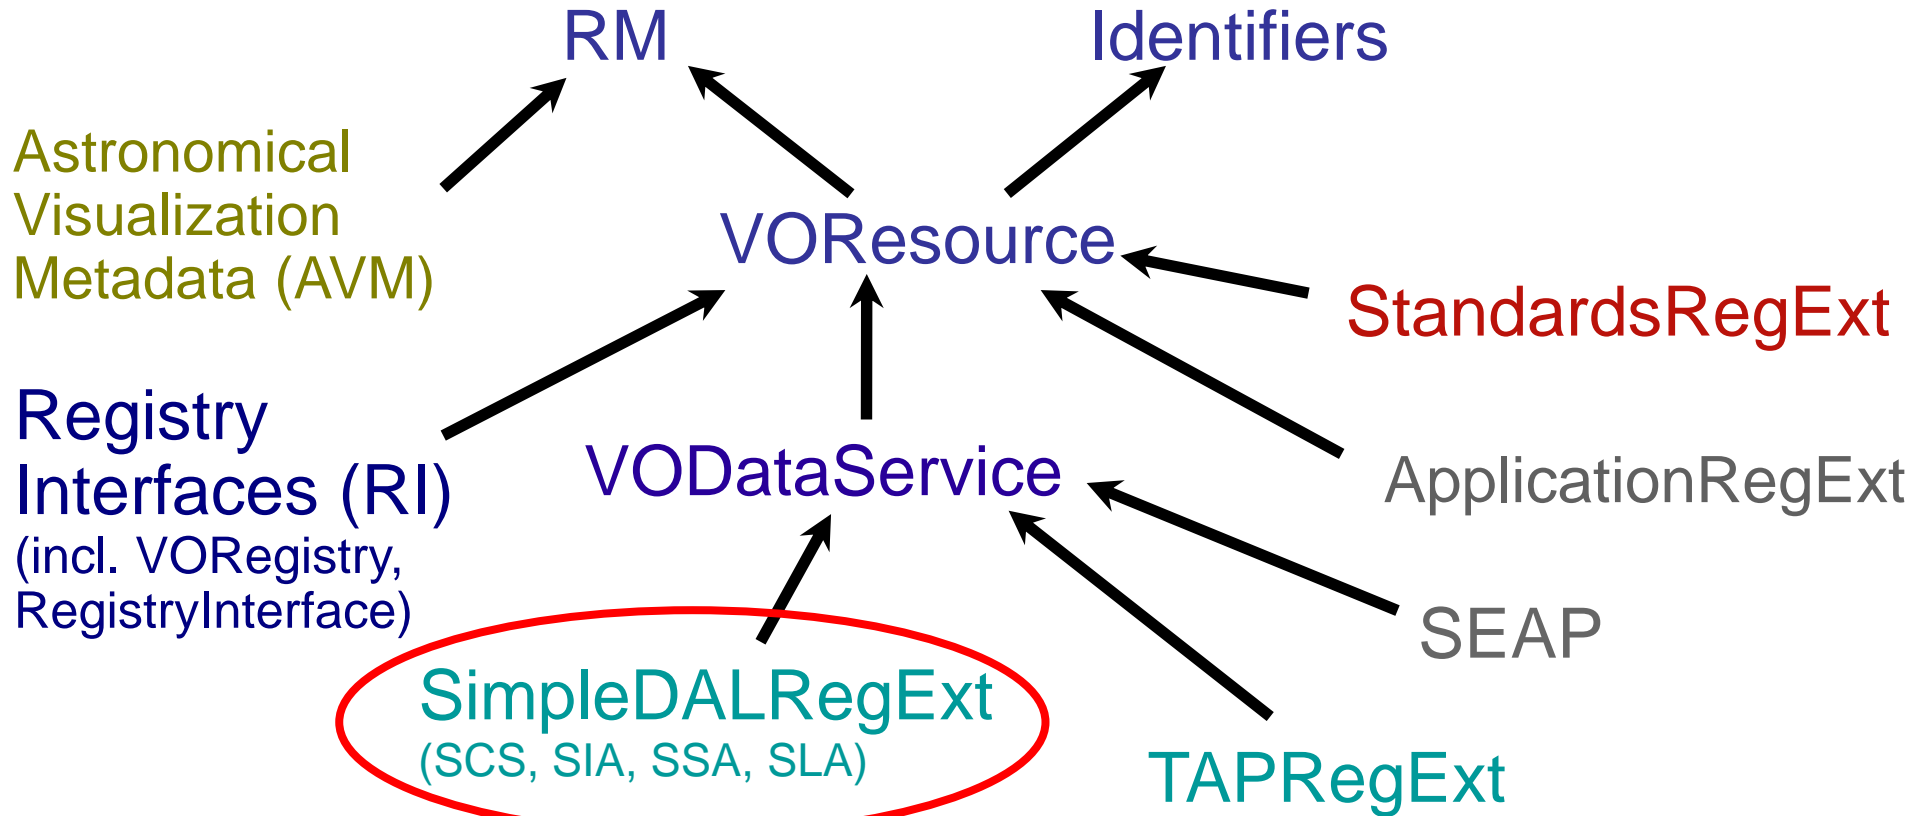 RM
Identifiers
Astronomical
Visualization
Metadata (AVM)
VOResource
StandardsRegExt
Registry
Interfaces (RI)
(incl. VORegistry,
RegistryInterface)
VODataService
ApplicationRegExt
SEAP
SimpleDALRegExt
(SCS, SIA, SSA, SLA)
TAPRegExt